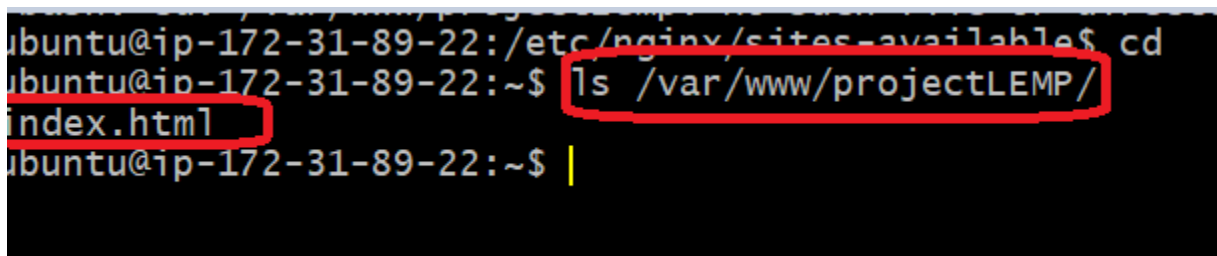 ubuntu@ip-172-31-89-22:/etc/nginx/sites-available$ cd
ubuntu@ip-172-31-89-22:~$ ls /var/www/projectLEMP/
index.html
ubuntu@ip-172-31-89-22:~$